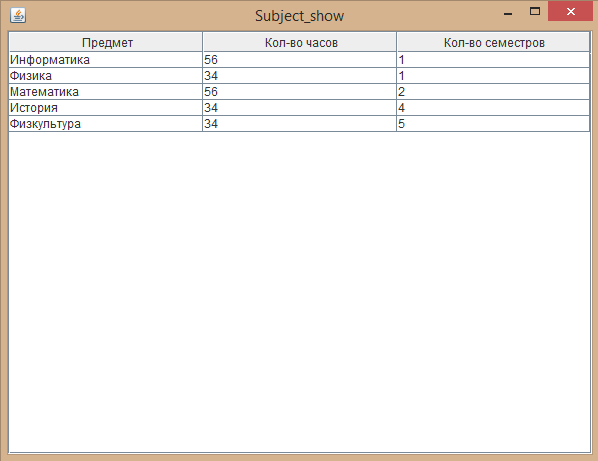 Subject_show
Предмет Кол-во часов Кол-во семестров
Информатика 56 1
Физика 34 1
Математика 56 2
История 34 4
Физкультура 34 5